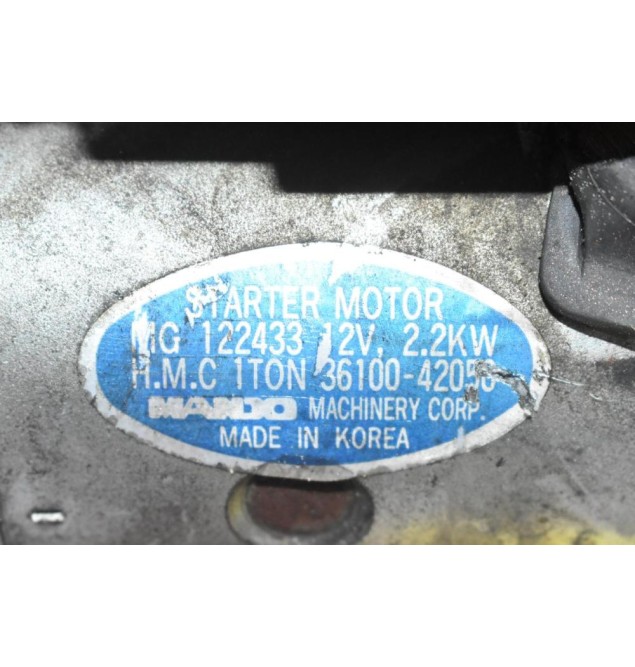 STARTER MOTOR
MG 122433 12V, 2.2KW
H.M.C 1TON 36100-42050
MANDO MACHINERY CORP.
MADE IN KOREA